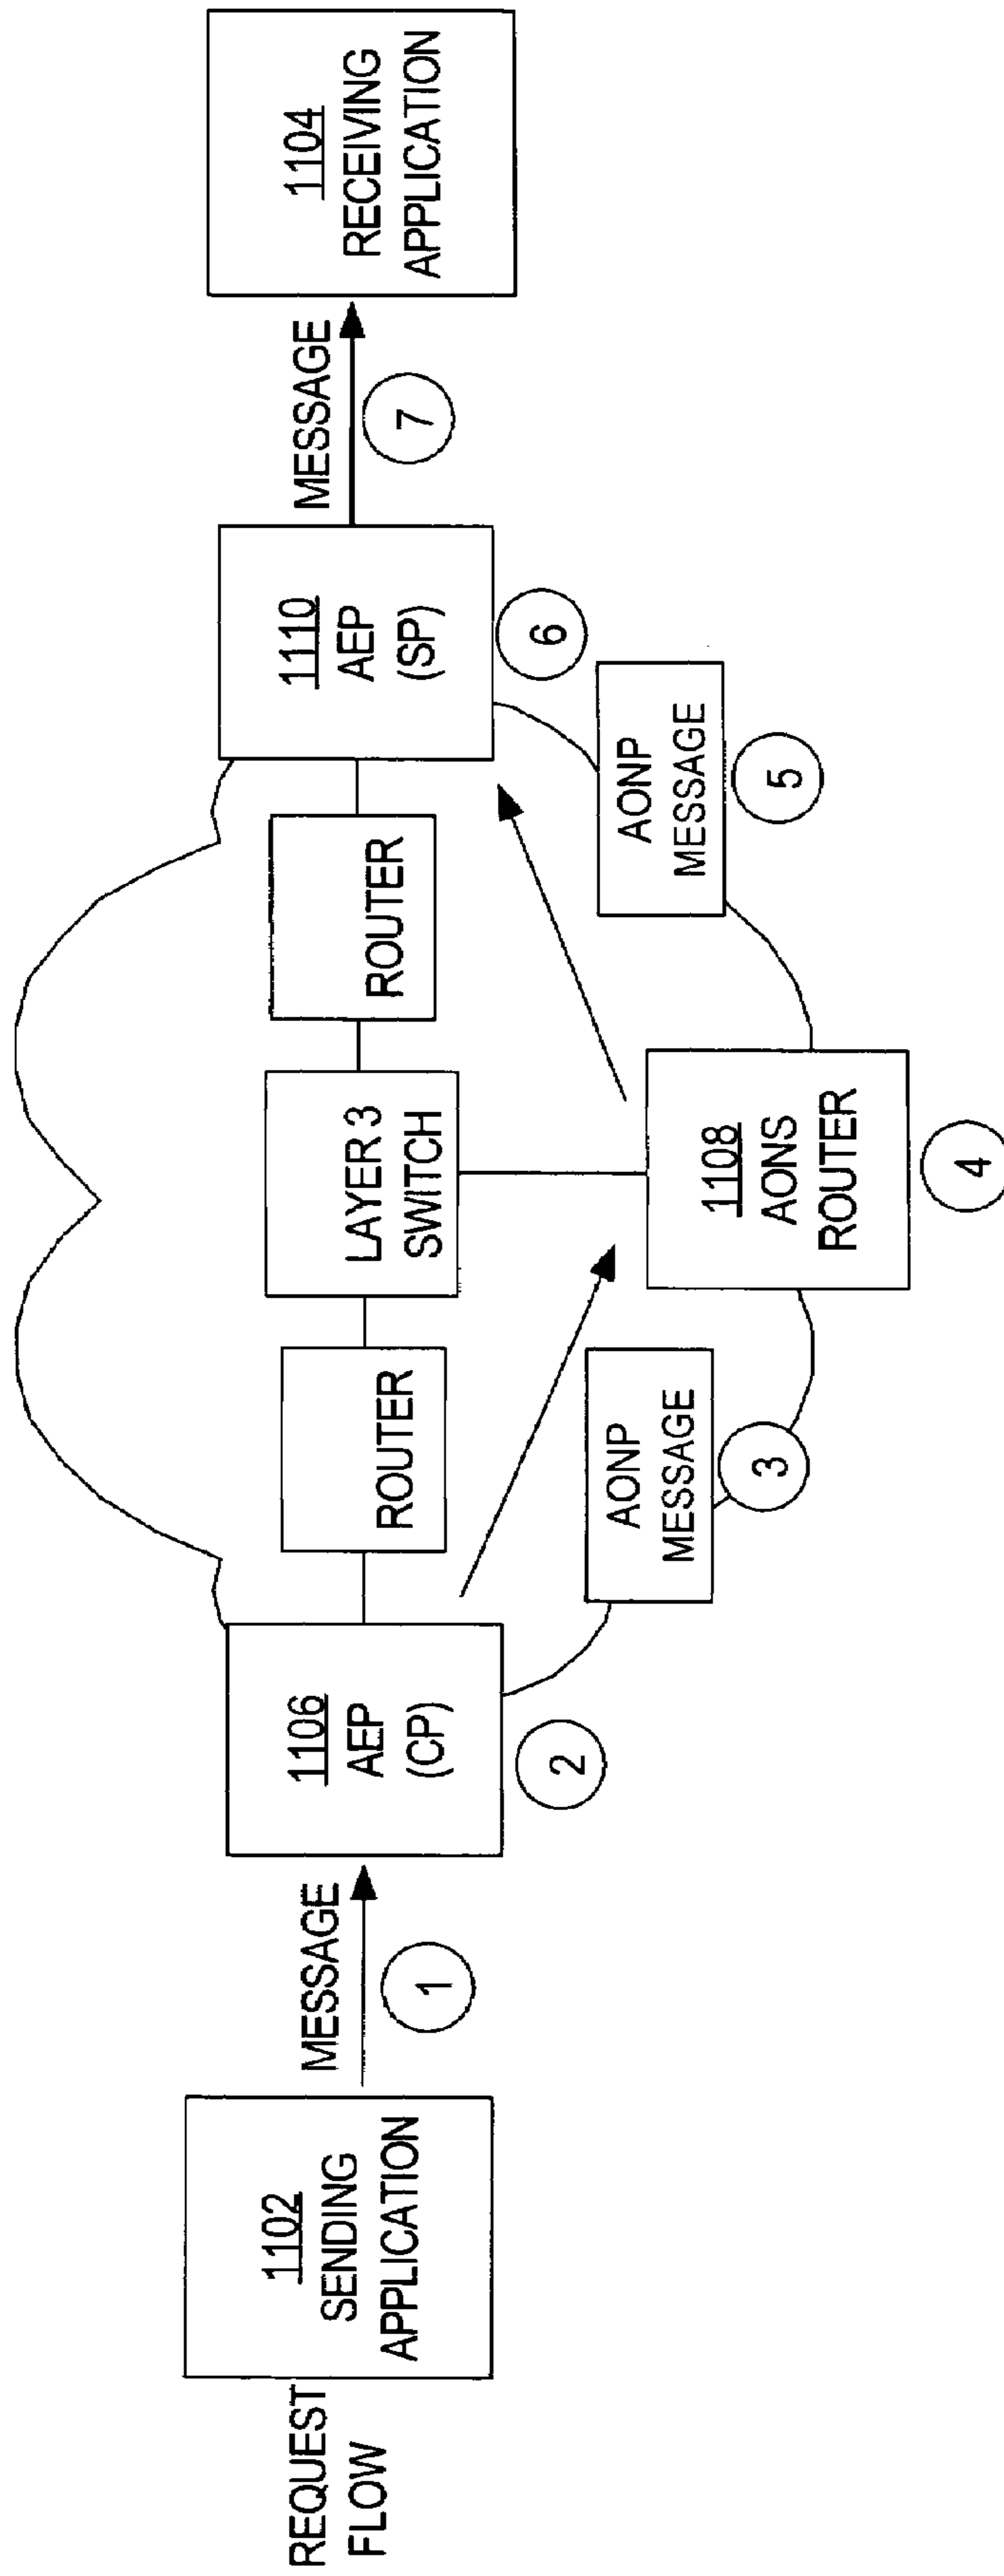 REQUEST
FLOW
1102
SENDING
APPLICATION
MESSAGE
1
1106
AEP
(CP)
2
ROUTER
AONP
MESSAGE
3
LAYER 3
SWITCH
1108
AONS
ROUTER
4
ROUTER
AONP
MESSAGE
5
1110
AEP
(SP)
6
MESSAGE
7
1104
RECEIVING
APPLICATION